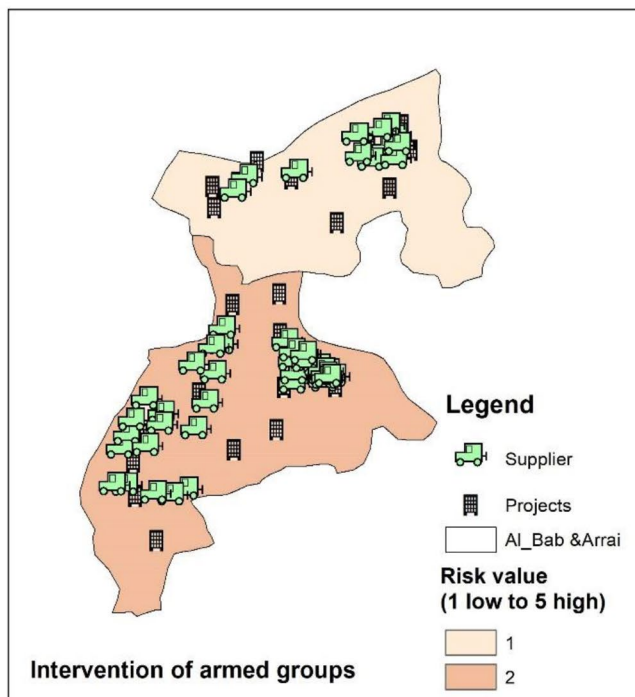 Legend
Supplier
Projects
Al_Bab &Arrai
Risk value
(1 low to 5 high)
1
2
Intervention of armed groups